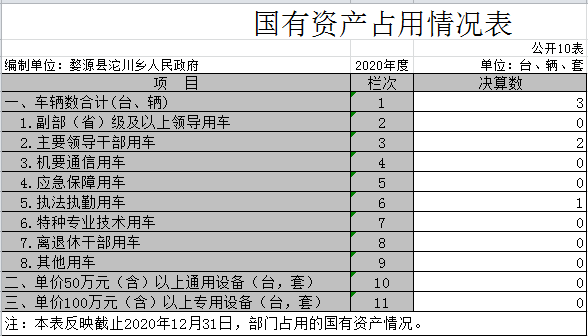 国有资产占用情况表
公开10表
编制单位：婺源县沱川乡人民政府 2020年度 单位：台、辆、套
项 目 栏次 决算数
一、车辆数合计(台、辆) 1 3
1.副部（省）级及以上领导用车 2 0
2.主要领导干部用车 3 2
3.机要通信用车 4 0
4.应急保障用车 5 0
5.执法执勤用车 6 1
6.特种专业技术用车 7 0
7.离退休干部用车 8 0
8.其他用车 9 0
二、单价50万元（含）以上通用设备（台，套） 10 0
三、单价100万元（含）以上专用设备（台，套） 11 0
注：本表反映截止2020年12月31日，部门占用的国有资产情况。